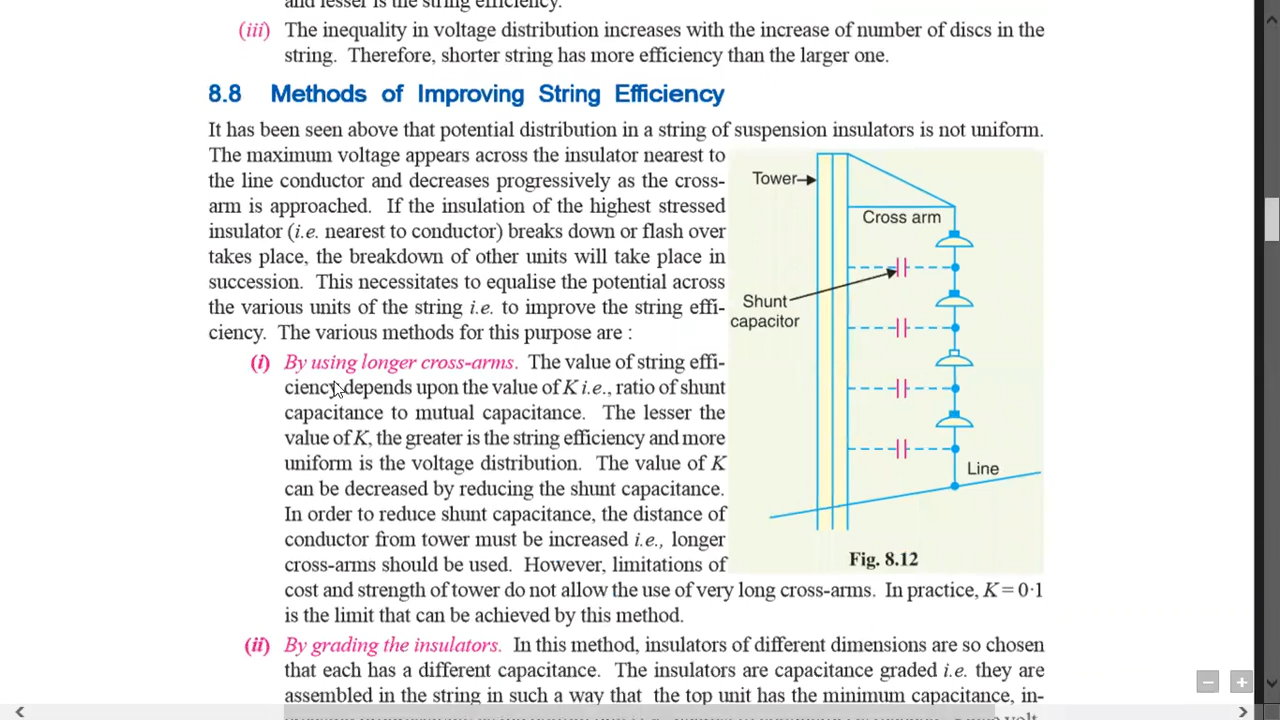 and lesser is the string efficiency.
(iii) The inequality in voltage distribution increases with the increase of number of discs in the
string. Therefore, shorter string has more efficiency than the larger one.
8.8 Methods of Improving String Efficiency
It has been seen above that potential distribution in a string of suspension insulators is not uniform.
The maximum voltage appears across the insulator nearest to
the line conductor and decreases progressively as the cross-
arm is approached. If the insulation of the highest stressed
insulator (i.e. nearest to conductor) breaks down or flash over
takes place, the breakdown of other units will take place in
succession. This necessitates to equalise the potential across
the various units of the string i.e. to improve the string effi-
ciency. The various methods for this purpose are :
(i) By using longer cross-arms. The value of string effi-
ciency depends upon the value of K i.e., ratio of shunt
capacitance to mutual capacitance. The lesser the
value of K, the greater is the string efficiency and more
uniform is the voltage distribution. The value of K
can be decreased by reducing the shunt capacitance.
In order to reduce shunt capacitance, the distance of
conductor from tower must be increased i.e., longer
cross-arms should be used. However, limitations of
cost and strength of tower do not allow the use of very long cross-arms. In practice, K = 0·1
is the limit that can be achieved by this method.
Tower
Cross arm
Shunt
capacitor
Line
Fig. 8.12
(ii) By grading the insulators. In this method, insulators of different dimensions are so chosen
that each has a different capacitance. The insulators are capacitance graded i.e. they are
assembled in the string in such a way that the top unit has the minimum capacitance, in-